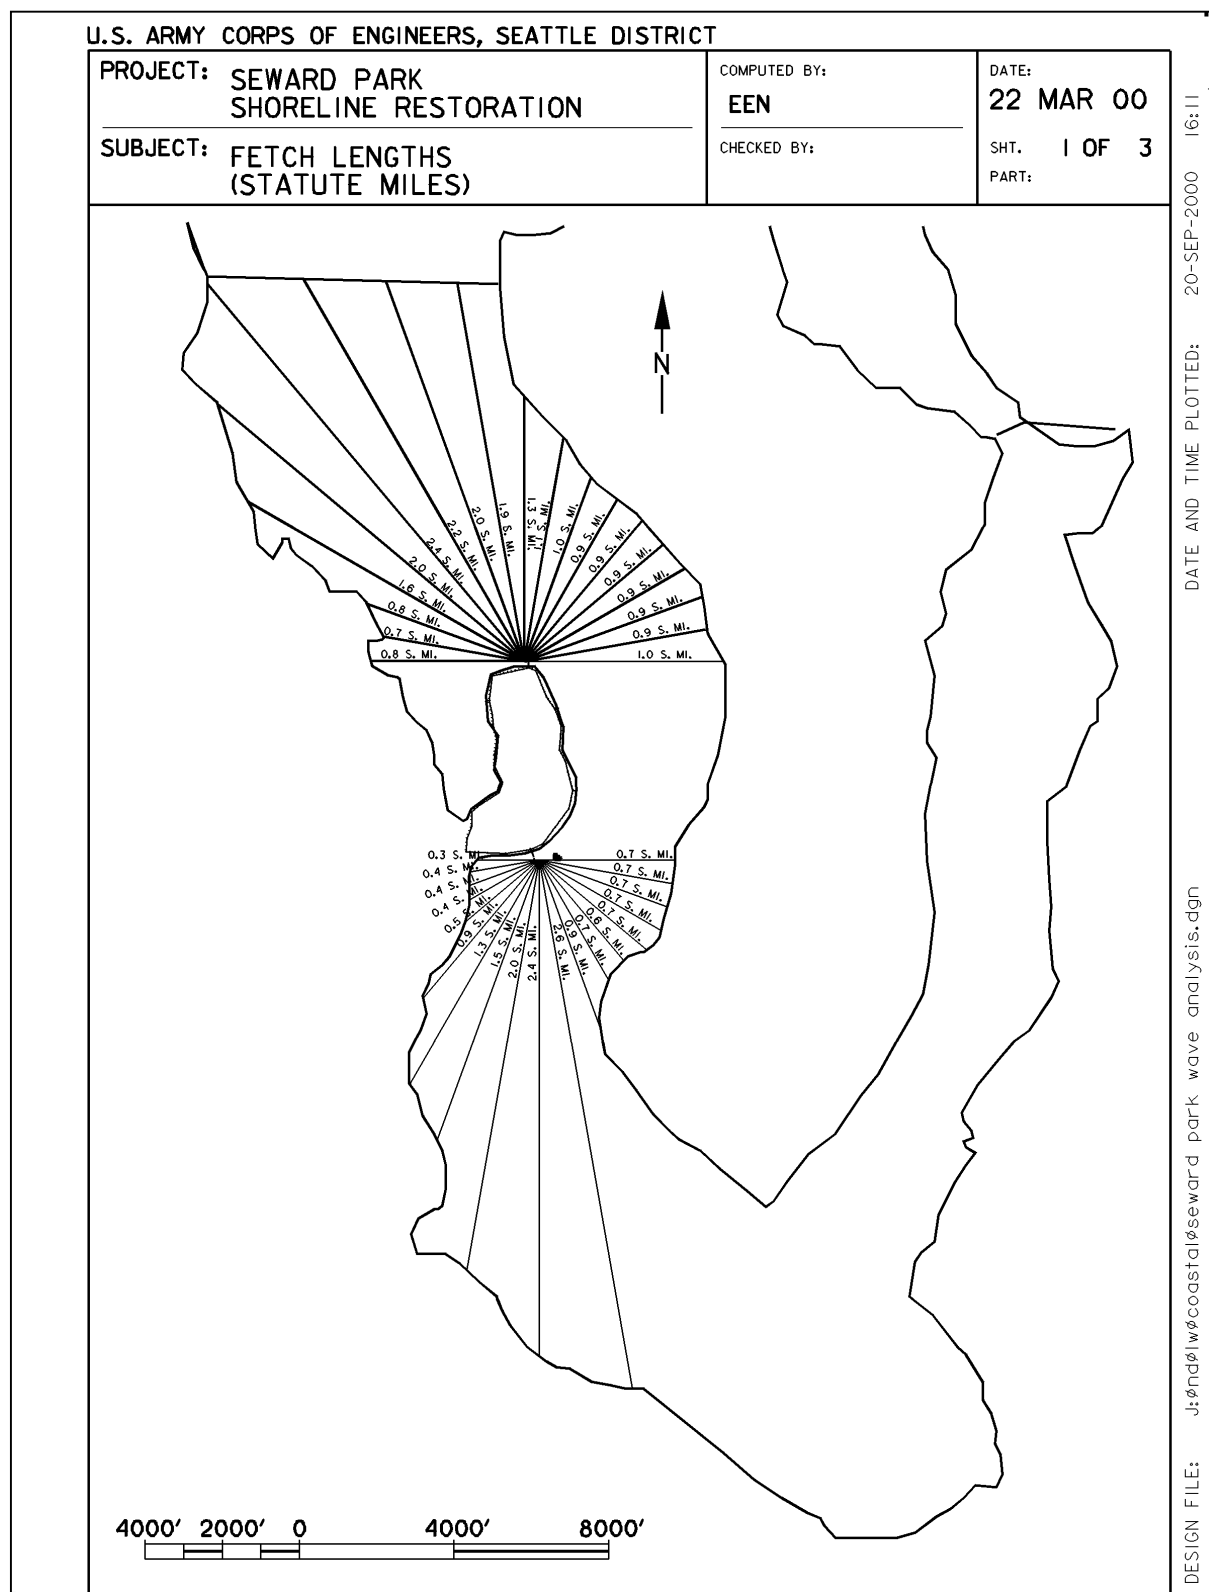 U.S. ARMY CORPS OF ENGINEERS, SEATTLE DISTRICT
PROJECT: SEWARD PARK
SHORELINE RESTORATION
SUBJECT: FETCH LENGTHS
(STATUTE MILES)
COMPUTED BY:
EEN
CHECKED BY:
DATE:
22 MAR 00
SHT. 1 OF 3
PART:
N
0.8 S. MI.
0.7 S. MI.
0.8 S. MI.
1.6 S. MI.
2.0 S. MI.
2.4 S. MI.
2.2 S. MI.
2.0 S. MI.
1.9 S. MI.
1.3 S. MI.
1.1 S. MI.
1.0 S. MI.
0.9 S. MI.
0.9 S. MI.
0.9 S. MI.
0.9 S. MI.
0.9 S. MI.
0.9 S. MI.
1.0 S. MI.
0.3 S. MI.
0.4 S. MI.
0.4 S. MI.
0.4 S. MI.
0.5 S. MI.
0.9 S. MI.
1.3 S. MI.
1.5 S. MI.
2.0 S. MI.
2.4 S. MI.
2.6 S. MI.
0.9 S. MI.
0.7 S. MI.
0.6 S. MI.
0.7 S. MI.
0.7 S. MI.
0.7 S. MI.
0.7 S. MI.
0.7 S. MI.
4000' 2000' 0 4000' 8000'
DATE AND TIME PLOTTED: 20-SEP-2000 16:11
DESIGN FILE: J:øndølwøcoastaløseward park wave analysis.dgn